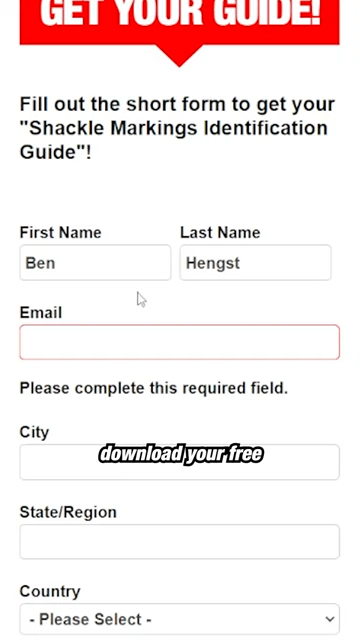 GET YOUR GUIDE!
Fill out the short form to get your
"Shackle Markings Identification
Guide"!
First Name
Last Name
Ben
Hengst
Email
Please complete this required field.
City
download your free
State/Region
Country
- Please Select -